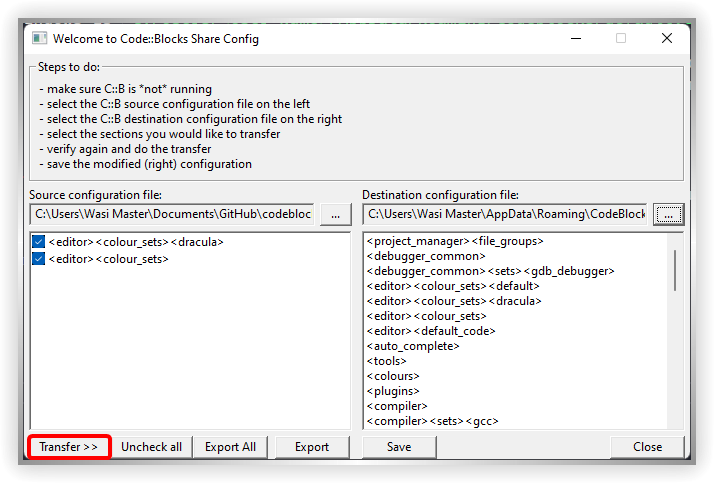 Welcome to Code::Blocks Share Config
Steps to do:
- make sure C::B is *not* running
- select the C::B source configuration file on the left
- select the C::B destination configuration file on the right
- select the sections you would like to transfer
- verify again and do the transfer
- save the modified (right) configuration
Source configuration file:
Destination configuration file:
C:\Users\Wasi Master\Documents\GitHub\codebloc
...
C:\Users\Wasi Master\AppData\Roaming\CodeBlock
...
<editor><colour_sets><dracula>
<editor><colour_sets>
<project_manager><file_groups>
<debugger_common>
<debugger_common><sets><gdb_debugger>
<editor><colour_sets><default>
<editor><colour_sets><dracula>
<editor><colour_sets>
<editor><default_code>
<auto_complete>
<tools>
<colours>
<plugins>
<compiler>
<compiler><sets><gcc>
Transfer >>
Uncheck all
Export All
Export
Save
Close